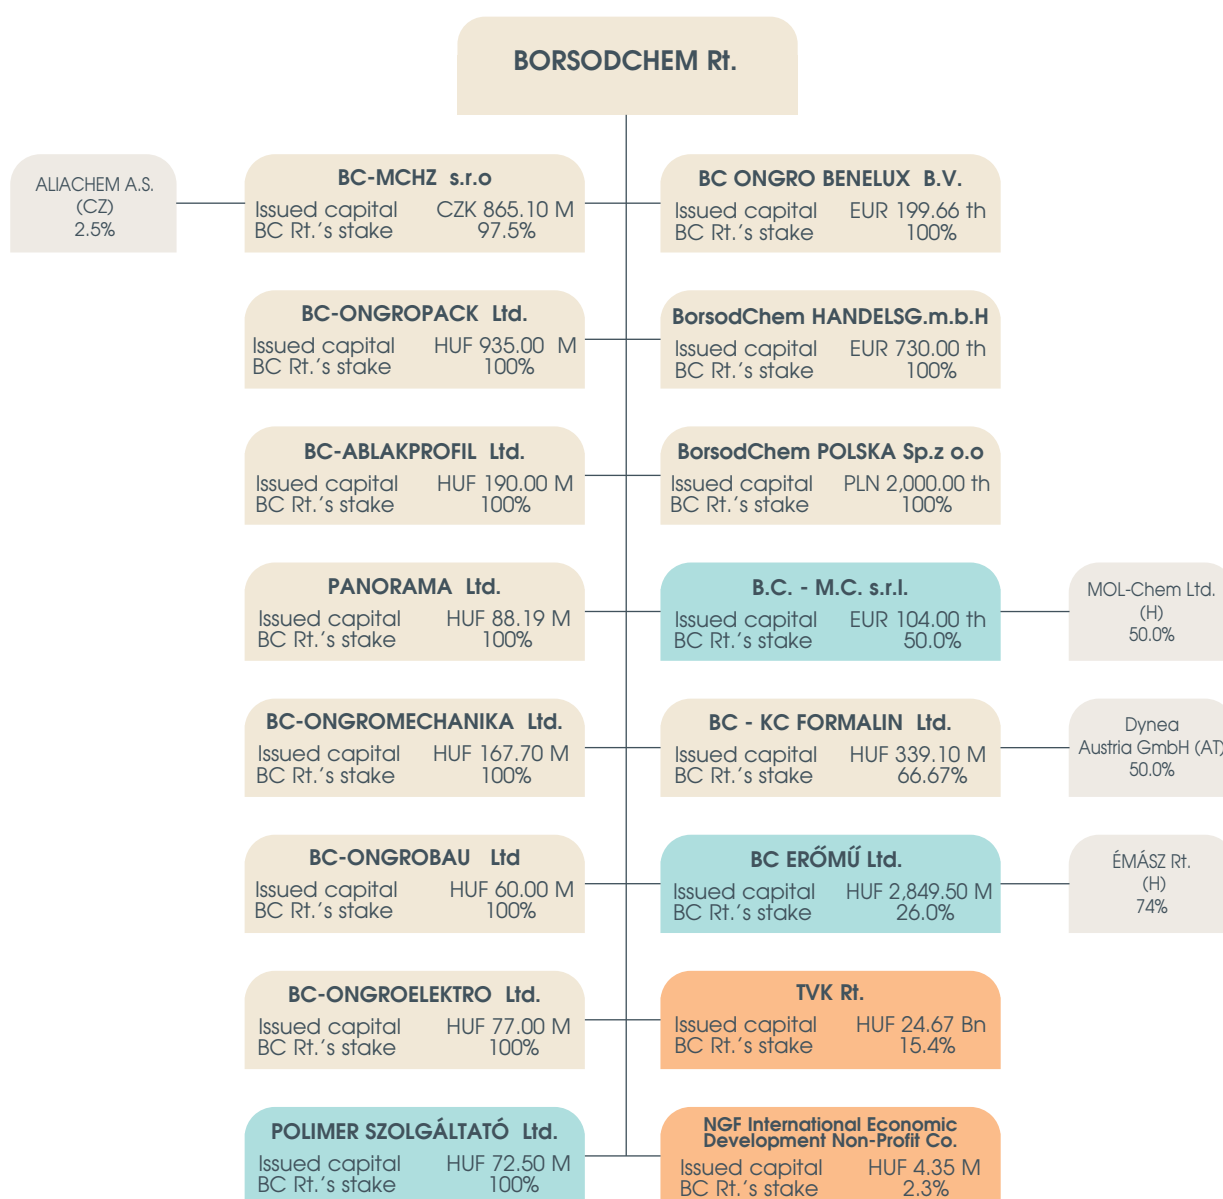 BORSODCHEM Rt.
ALIACHEM A.S.
(CZ)
2.5%
BC-MCHZ s.r.o
Issued capital CZK 865.10 M
BC Rt.'s stake 97.5%
BC ONGRO BENELUX B.V.
Issued capital EUR 199.66 th
BC Rt.'s stake 100%
BC-ONGROPACK Ltd.
Issued capital HUF 935.00 M
BC Rt.'s stake 100%
BorsodChem HANDELSG.m.b.H
Issued capital EUR 730.00 th
BC Rt.'s stake 100%
BC-ABLAKPROFIL Ltd.
Issued capital HUF 190.00 M
BC Rt.'s stake 100%
BorsodChem POLSKA Sp.z o.o
Issued capital PLN 2,000.00 th
BC Rt.'s stake 100%
PANORAMA Ltd.
Issued capital HUF 88.19 M
BC Rt.'s stake 100%
B.C. - M.C. s.r.l.
Issued capital EUR 104.00 th
BC Rt.'s stake 50.0%
MOL-Chem Ltd.
(H)
50.0%
BC-ONGROMECHANIKA Ltd.
Issued capital HUF 167.70 M
BC Rt.'s stake 100%
BC - KC FORMALIN Ltd.
Issued capital HUF 339.10 M
BC Rt.'s stake 66.67%
Dynea
Austria GmbH (AT)
50.0%
BC-ONGROBAU Ltd
Issued capital HUF 60.00 M
BC Rt.'s stake 100%
BC ERŐMŰ Ltd.
Issued capital HUF 2,849.50 M
BC Rt.'s stake 26.0%
ÉMÁSZ Rt.
(H)
74%
BC-ONGROELEKTRO Ltd.
Issued capital HUF 77.00 M
BC Rt.'s stake 100%
TVK Rt.
Issued capital HUF 24.67 Bn
BC Rt.'s stake 15.4%
POLIMER SZOLGÁLTATÓ Ltd.
Issued capital HUF 72.50 M
BC Rt.'s stake 100%
NGF International Economic
Development Non-Profit Co.
Issued capital HUF 4.35 M
BC Rt.'s stake 2.3%